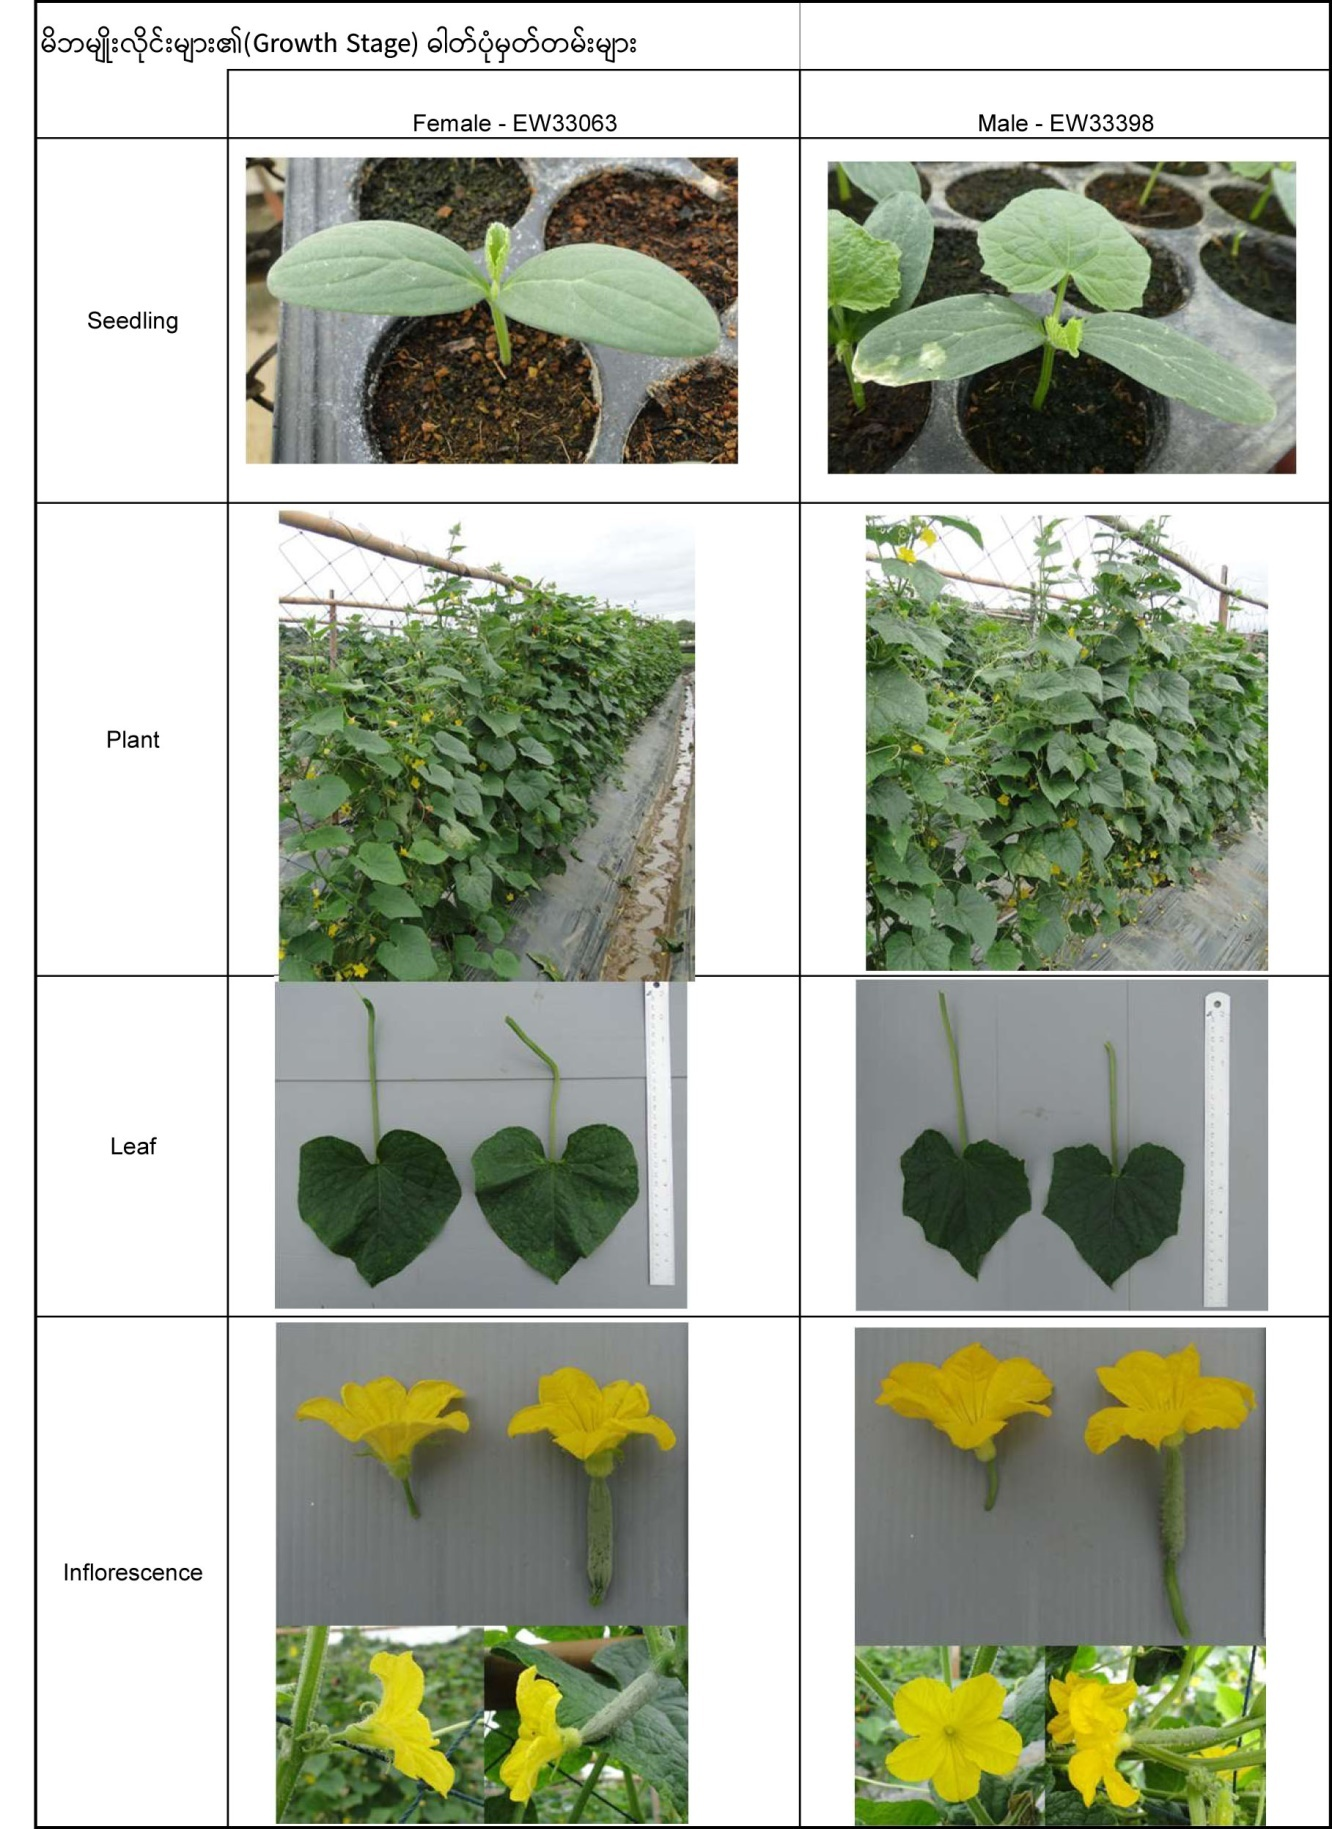 မိဘမျိုးလိုင်းများ၏(Growth Stage) ဓါတ်ပုံမှတ်တမ်းများ
Female - EW33063
Male - EW33398
Seedling
Plant
Leaf
Inflorescence